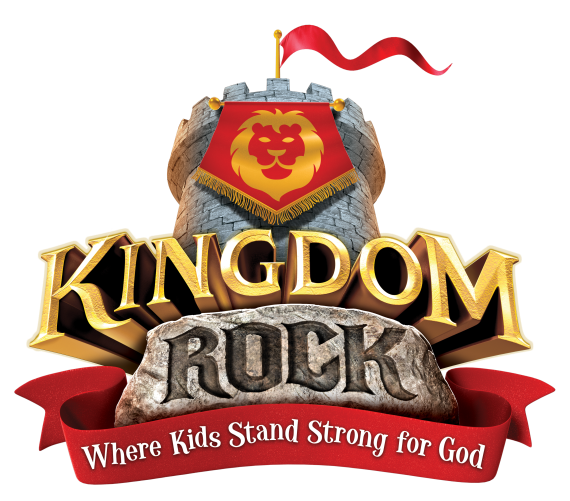 KINGDOM
ROCK
Where Kids Stand Strong for God